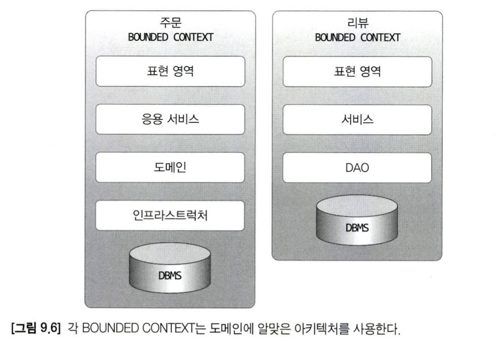 주문
BOUNDED CONTEXT
표현 영역
응용 서비스
도메인
인프라스트럭처
DBMS
리뷰
BOUNDED CONTEXT
표현 영역
서비스
DAO
DBMS
[그림 9.6] 각 BOUNDED CONTEXT는 도메인에 알맞은 아키텍처를 사용한다.